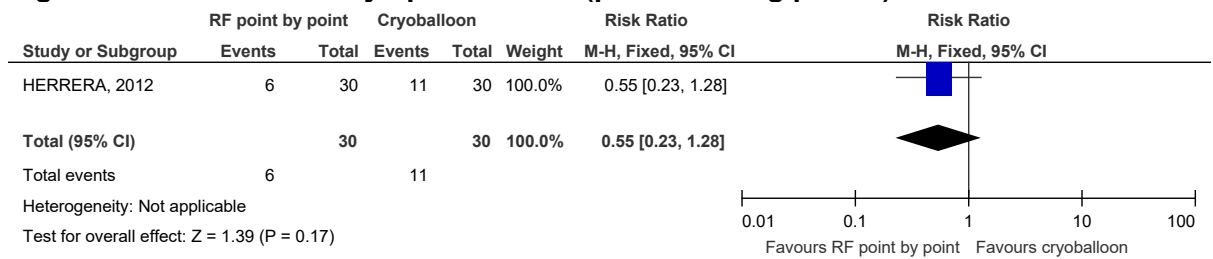 RF point by point Cryoballoon Risk Ratio Risk Ratio
Study or Subgroup Events Total Events Total Weight M-H, Fixed, 95% CI M-H, Fixed, 95% CI
HERRERA, 2012 6 30 11 30 100.0% 0.55 [0.23, 1.28]
Total (95% CI) 30 30 100.0% 0.55 [0.23, 1.28]
Total events 6 11
Heterogeneity: Not applicable
Test for overall effect: Z = 1.39 (P = 0.17)
0.01 0.1 1 10 100
Favours RF point by point Favours cryoballoon